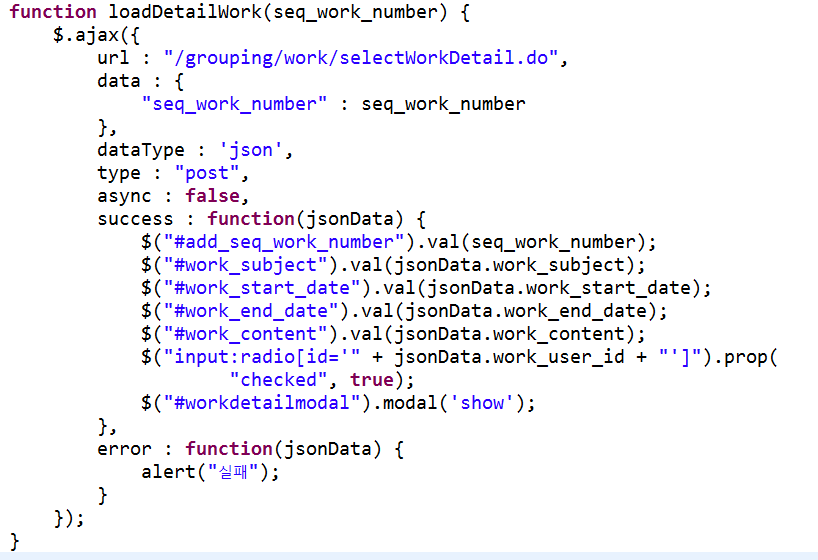 function loadDetailWork(seq_work_number) {
    $.ajax({
        url : "/grouping/work/selectWorkDetail.do",
        data : {
            "seq_work_number" : seq_work_number
        },
        dataType : 'json',
        type : "post",
        async : false,
        success : function(jsonData) {
            $("#add_seq_work_number").val(seq_work_number);
            $("#work_subject").val(jsonData.work_subject);
            $("#work_start_date").val(jsonData.work_start_date);
            $("#work_end_date").val(jsonData.work_end_date);
            $("#work_content").val(jsonData.work_content);
            $("input:radio[id='" + jsonData.work_user_id + "']").prop(
                    "checked", true);
            $("#workdetailmodal").modal('show');
        },
        error : function(jsonData) {
            alert("실패");
        }
    });
}